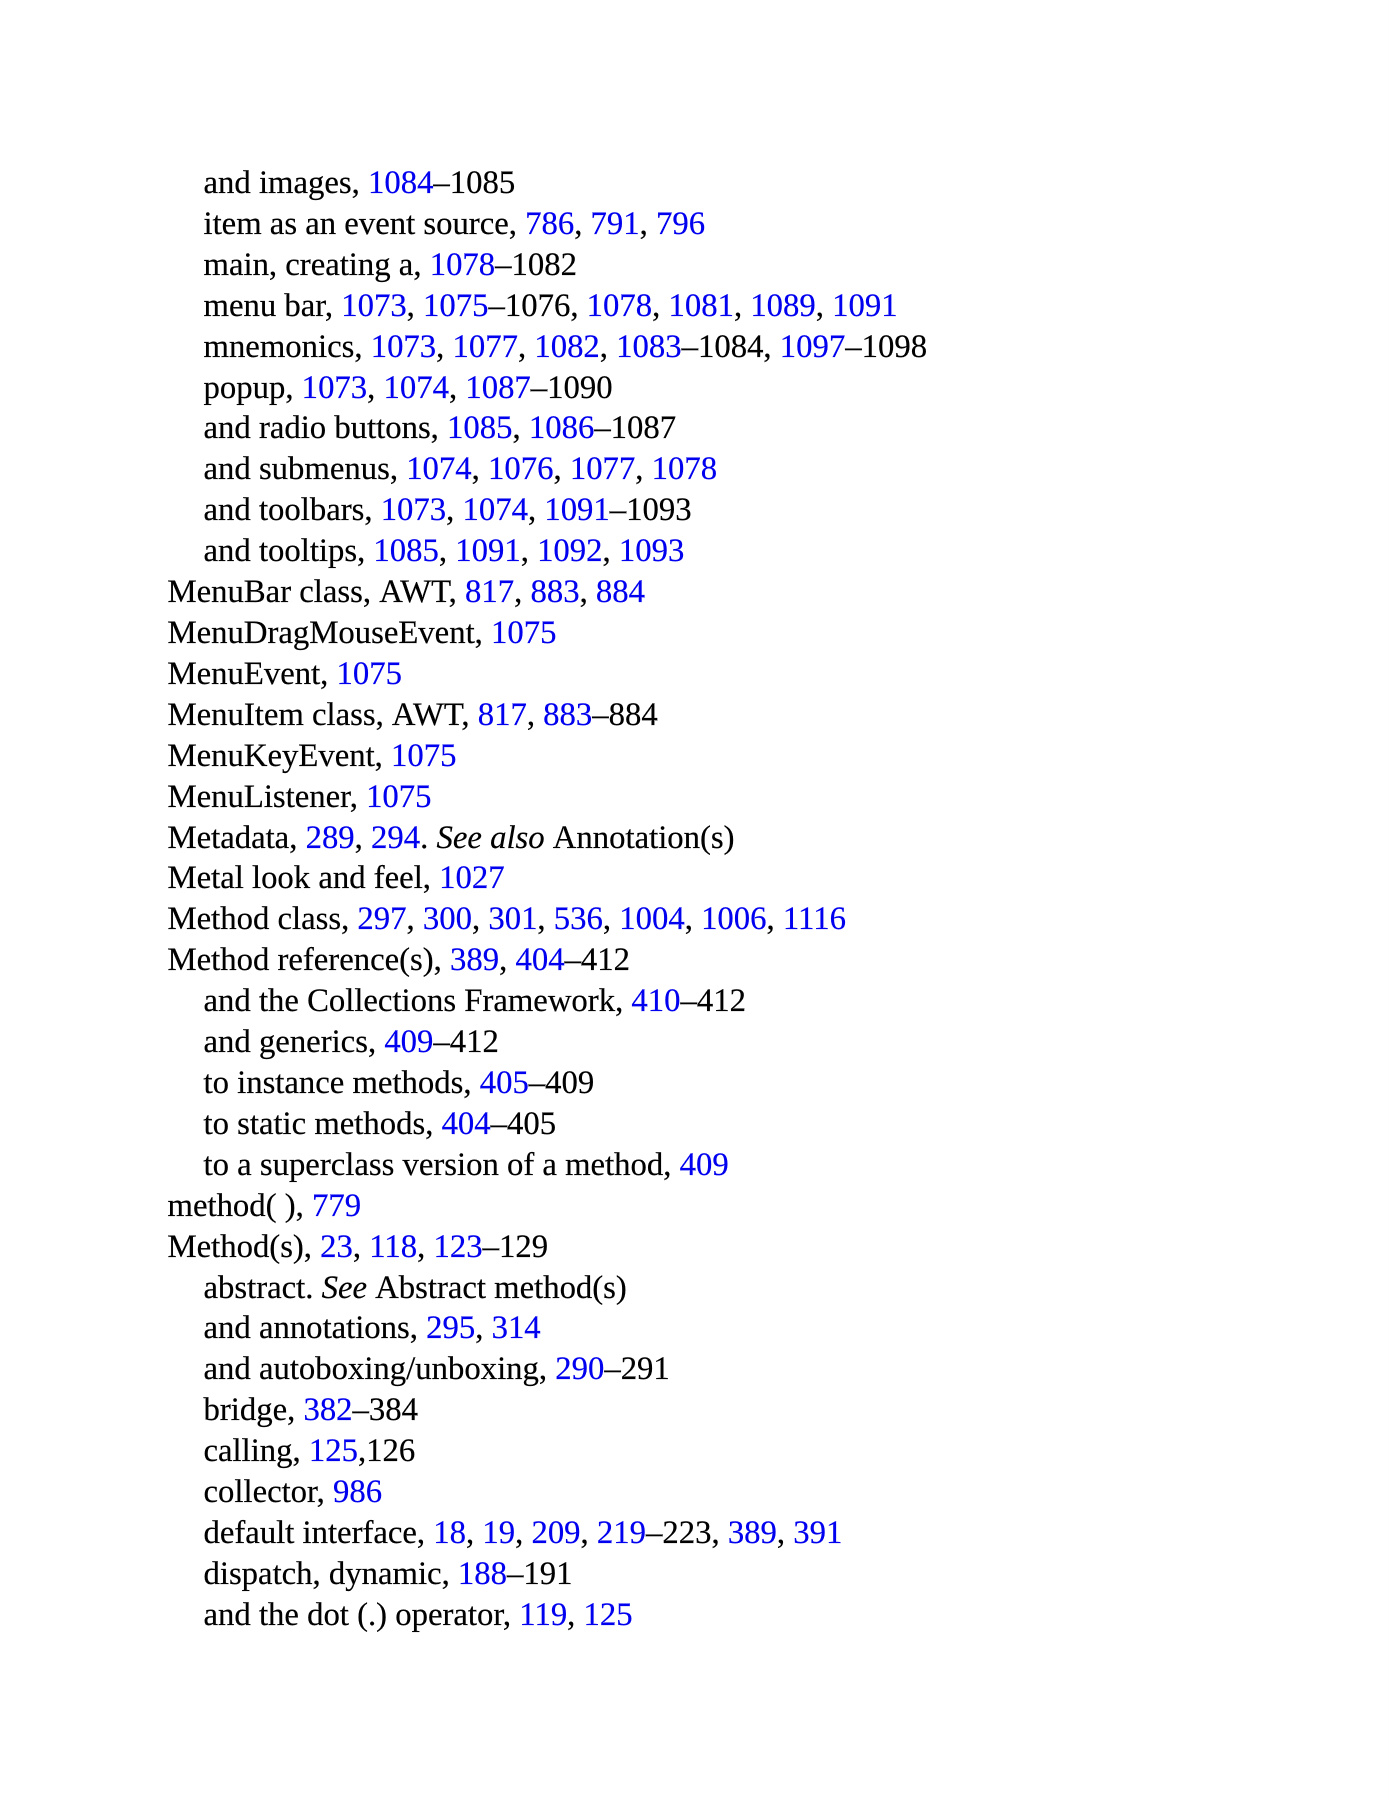 and images, 1084–1085
item as an event source, 786, 791, 796
main, creating a, 1078–1082
menu bar, 1073, 1075–1076, 1078, 1081, 1089, 1091
mnemonics, 1073, 1077, 1082, 1083–1084, 1097–1098
popup, 1073, 1074, 1087–1090
and radio buttons, 1085, 1086–1087
and submenus, 1074, 1076, 1077, 1078
and toolbars, 1073, 1074, 1091–1093
and tooltips, 1085, 1091, 1092, 1093
MenuBar class, AWT, 817, 883, 884
MenuDragMouseEvent, 1075
MenuEvent, 1075
MenuItem class, AWT, 817, 883–884
MenuKeyEvent, 1075
MenuListener, 1075
Metadata, 289, 294. See also Annotation(s)
Metal look and feel, 1027
Method class, 297, 300, 301, 536, 1004, 1006, 1116
Method reference(s), 389, 404–412
and the Collections Framework, 410–412
and generics, 409–412
to instance methods, 405–409
to static methods, 404–405
to a superclass version of a method, 409
method( ), 779
Method(s), 23, 118, 123–129
abstract. See Abstract method(s)
and annotations, 295, 314
and autoboxing/unboxing, 290–291
bridge, 382–384
calling, 125,126
collector, 986
default interface, 18, 19, 209, 219–223, 389, 391
dispatch, dynamic, 188–191
and the dot (.) operator, 119, 125